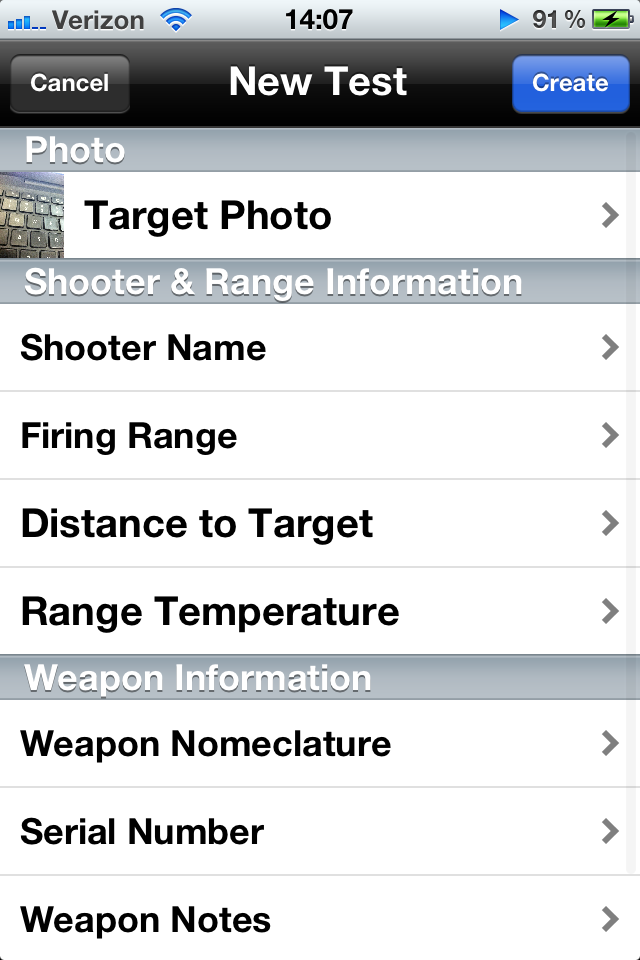 Verizon 14:07 91 %
Cancel New Test Create
Photo
Target Photo
Shooter & Range Information
Shooter Name
Firing Range
Distance to Target
Range Temperature
Weapon Information
Weapon Nomeclature
Serial Number
Weapon Notes